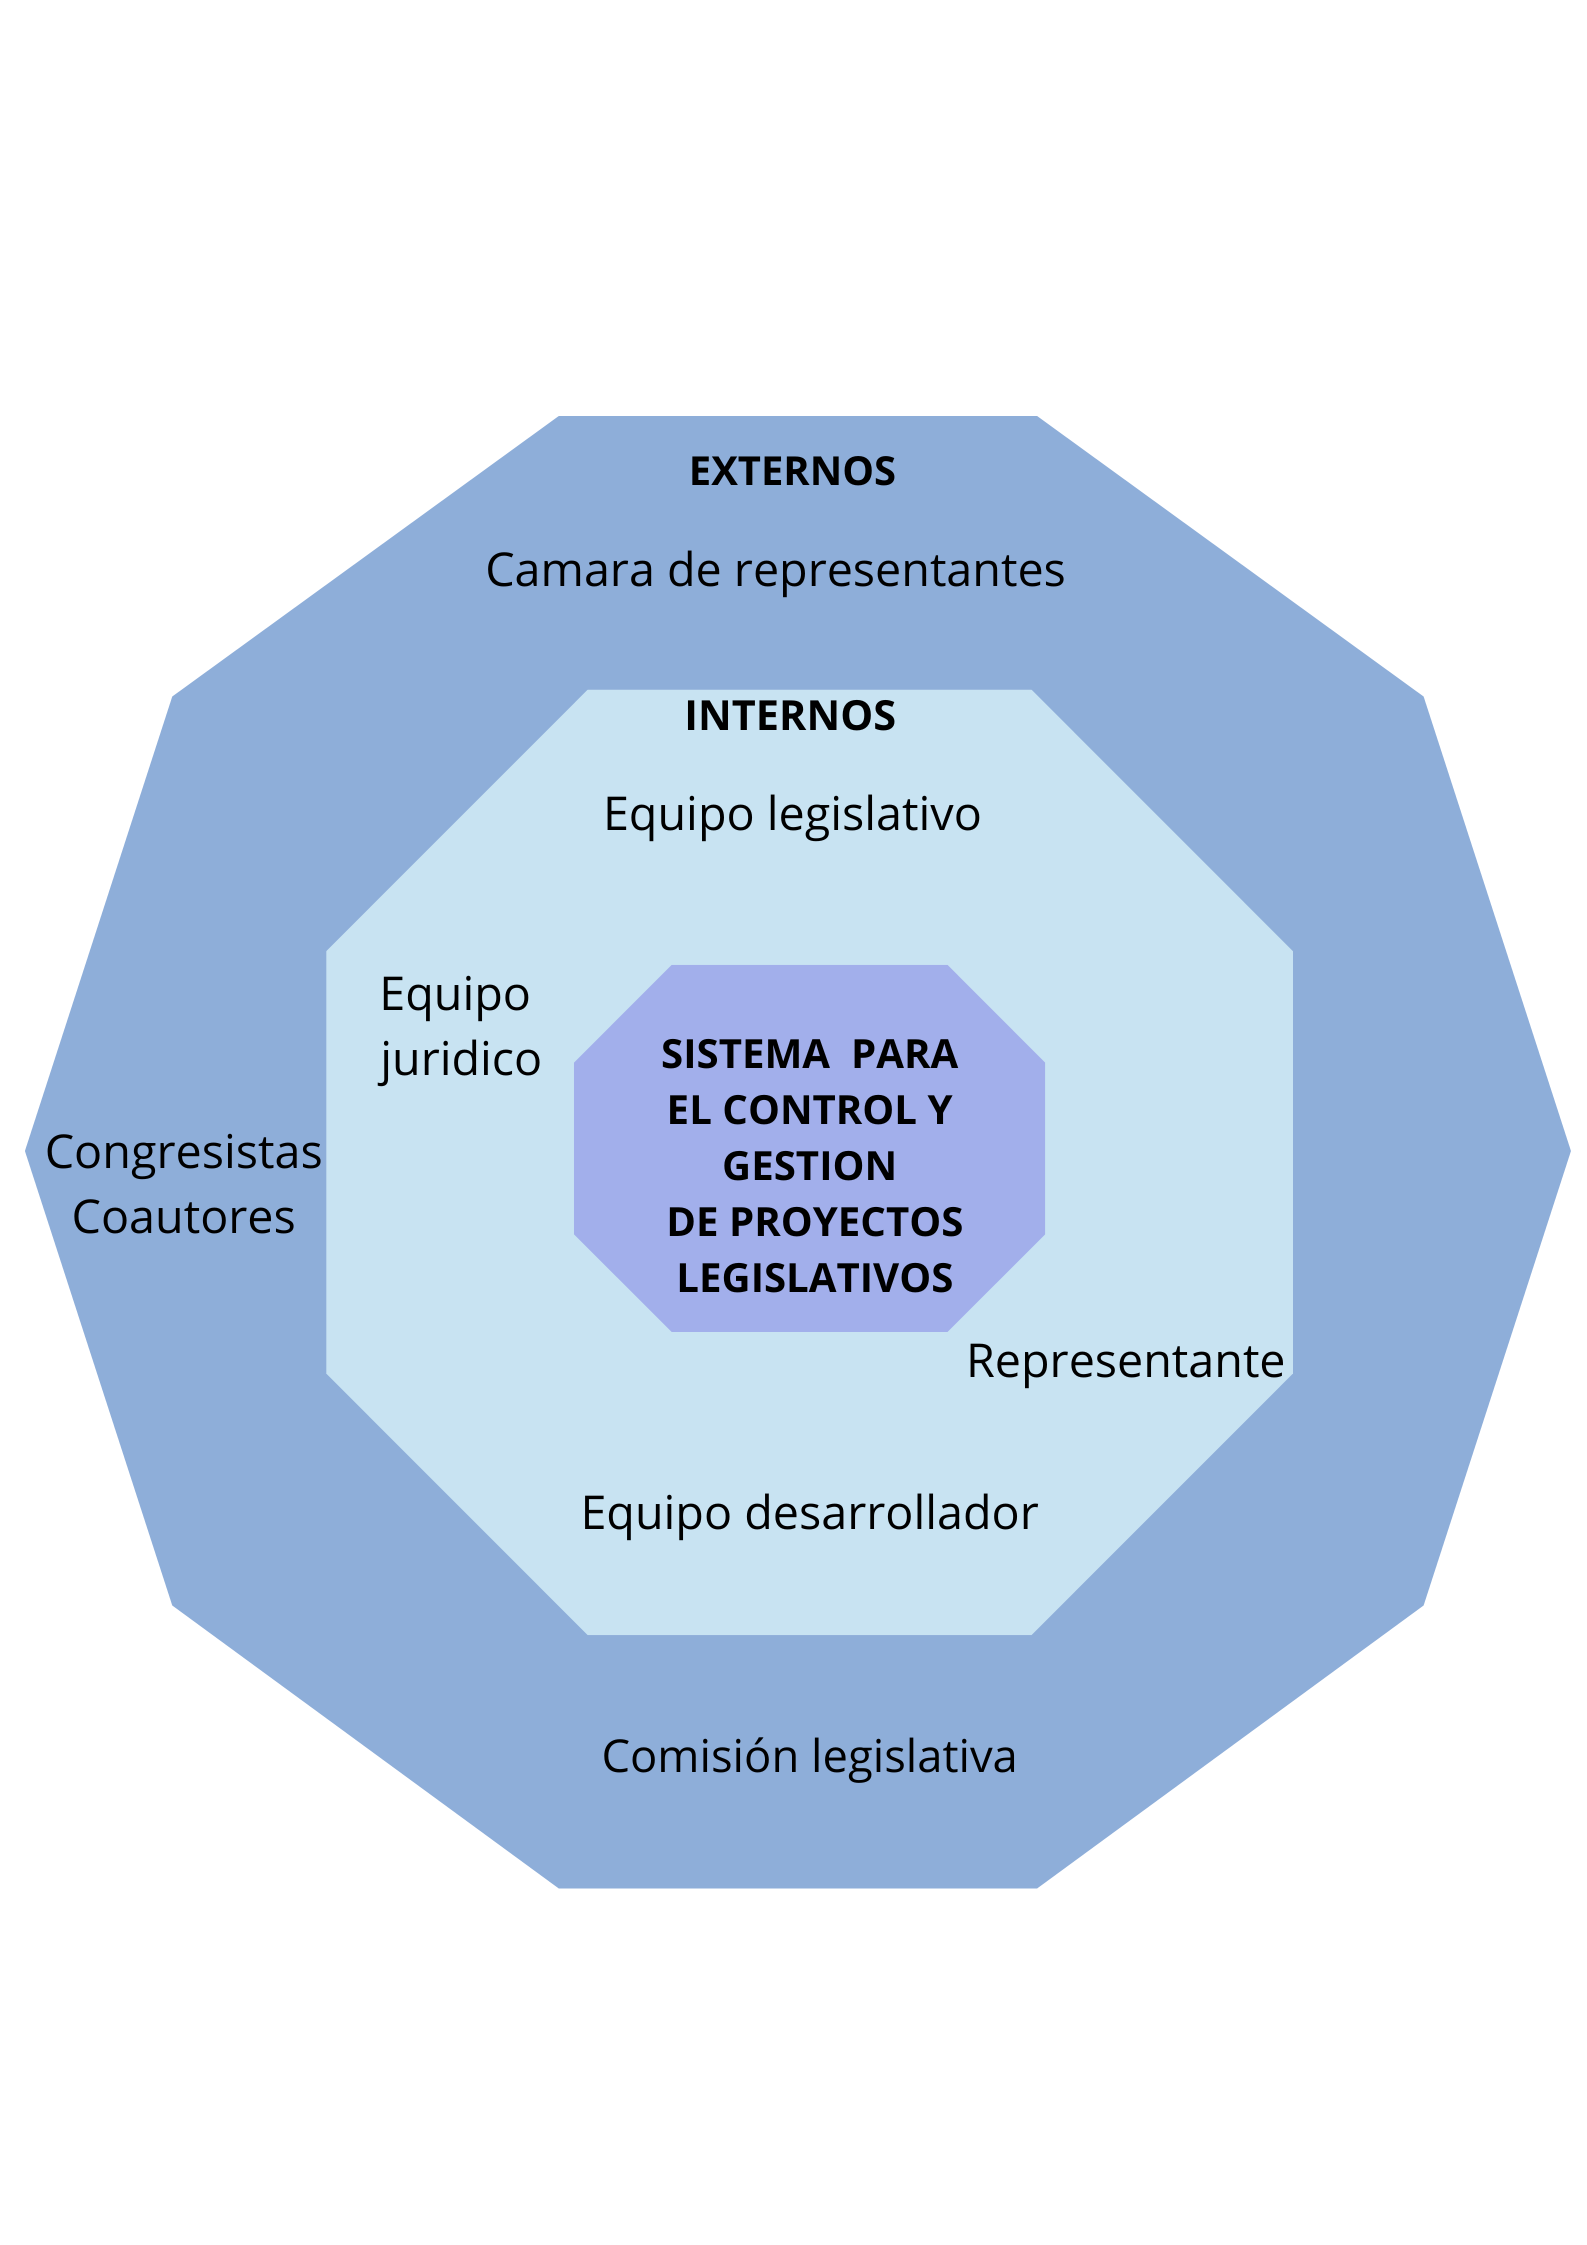 EXTERNOS
Camara de representantes
INTERNOS
Equipo legislativo
Equipo
juridico
SISTEMA  PARA
EL CONTROL Y
GESTION
DE PROYECTOS
LEGISLATIVOS
Congresistas
Coautores
Representante
Equipo desarrollador
Comisión legislativa